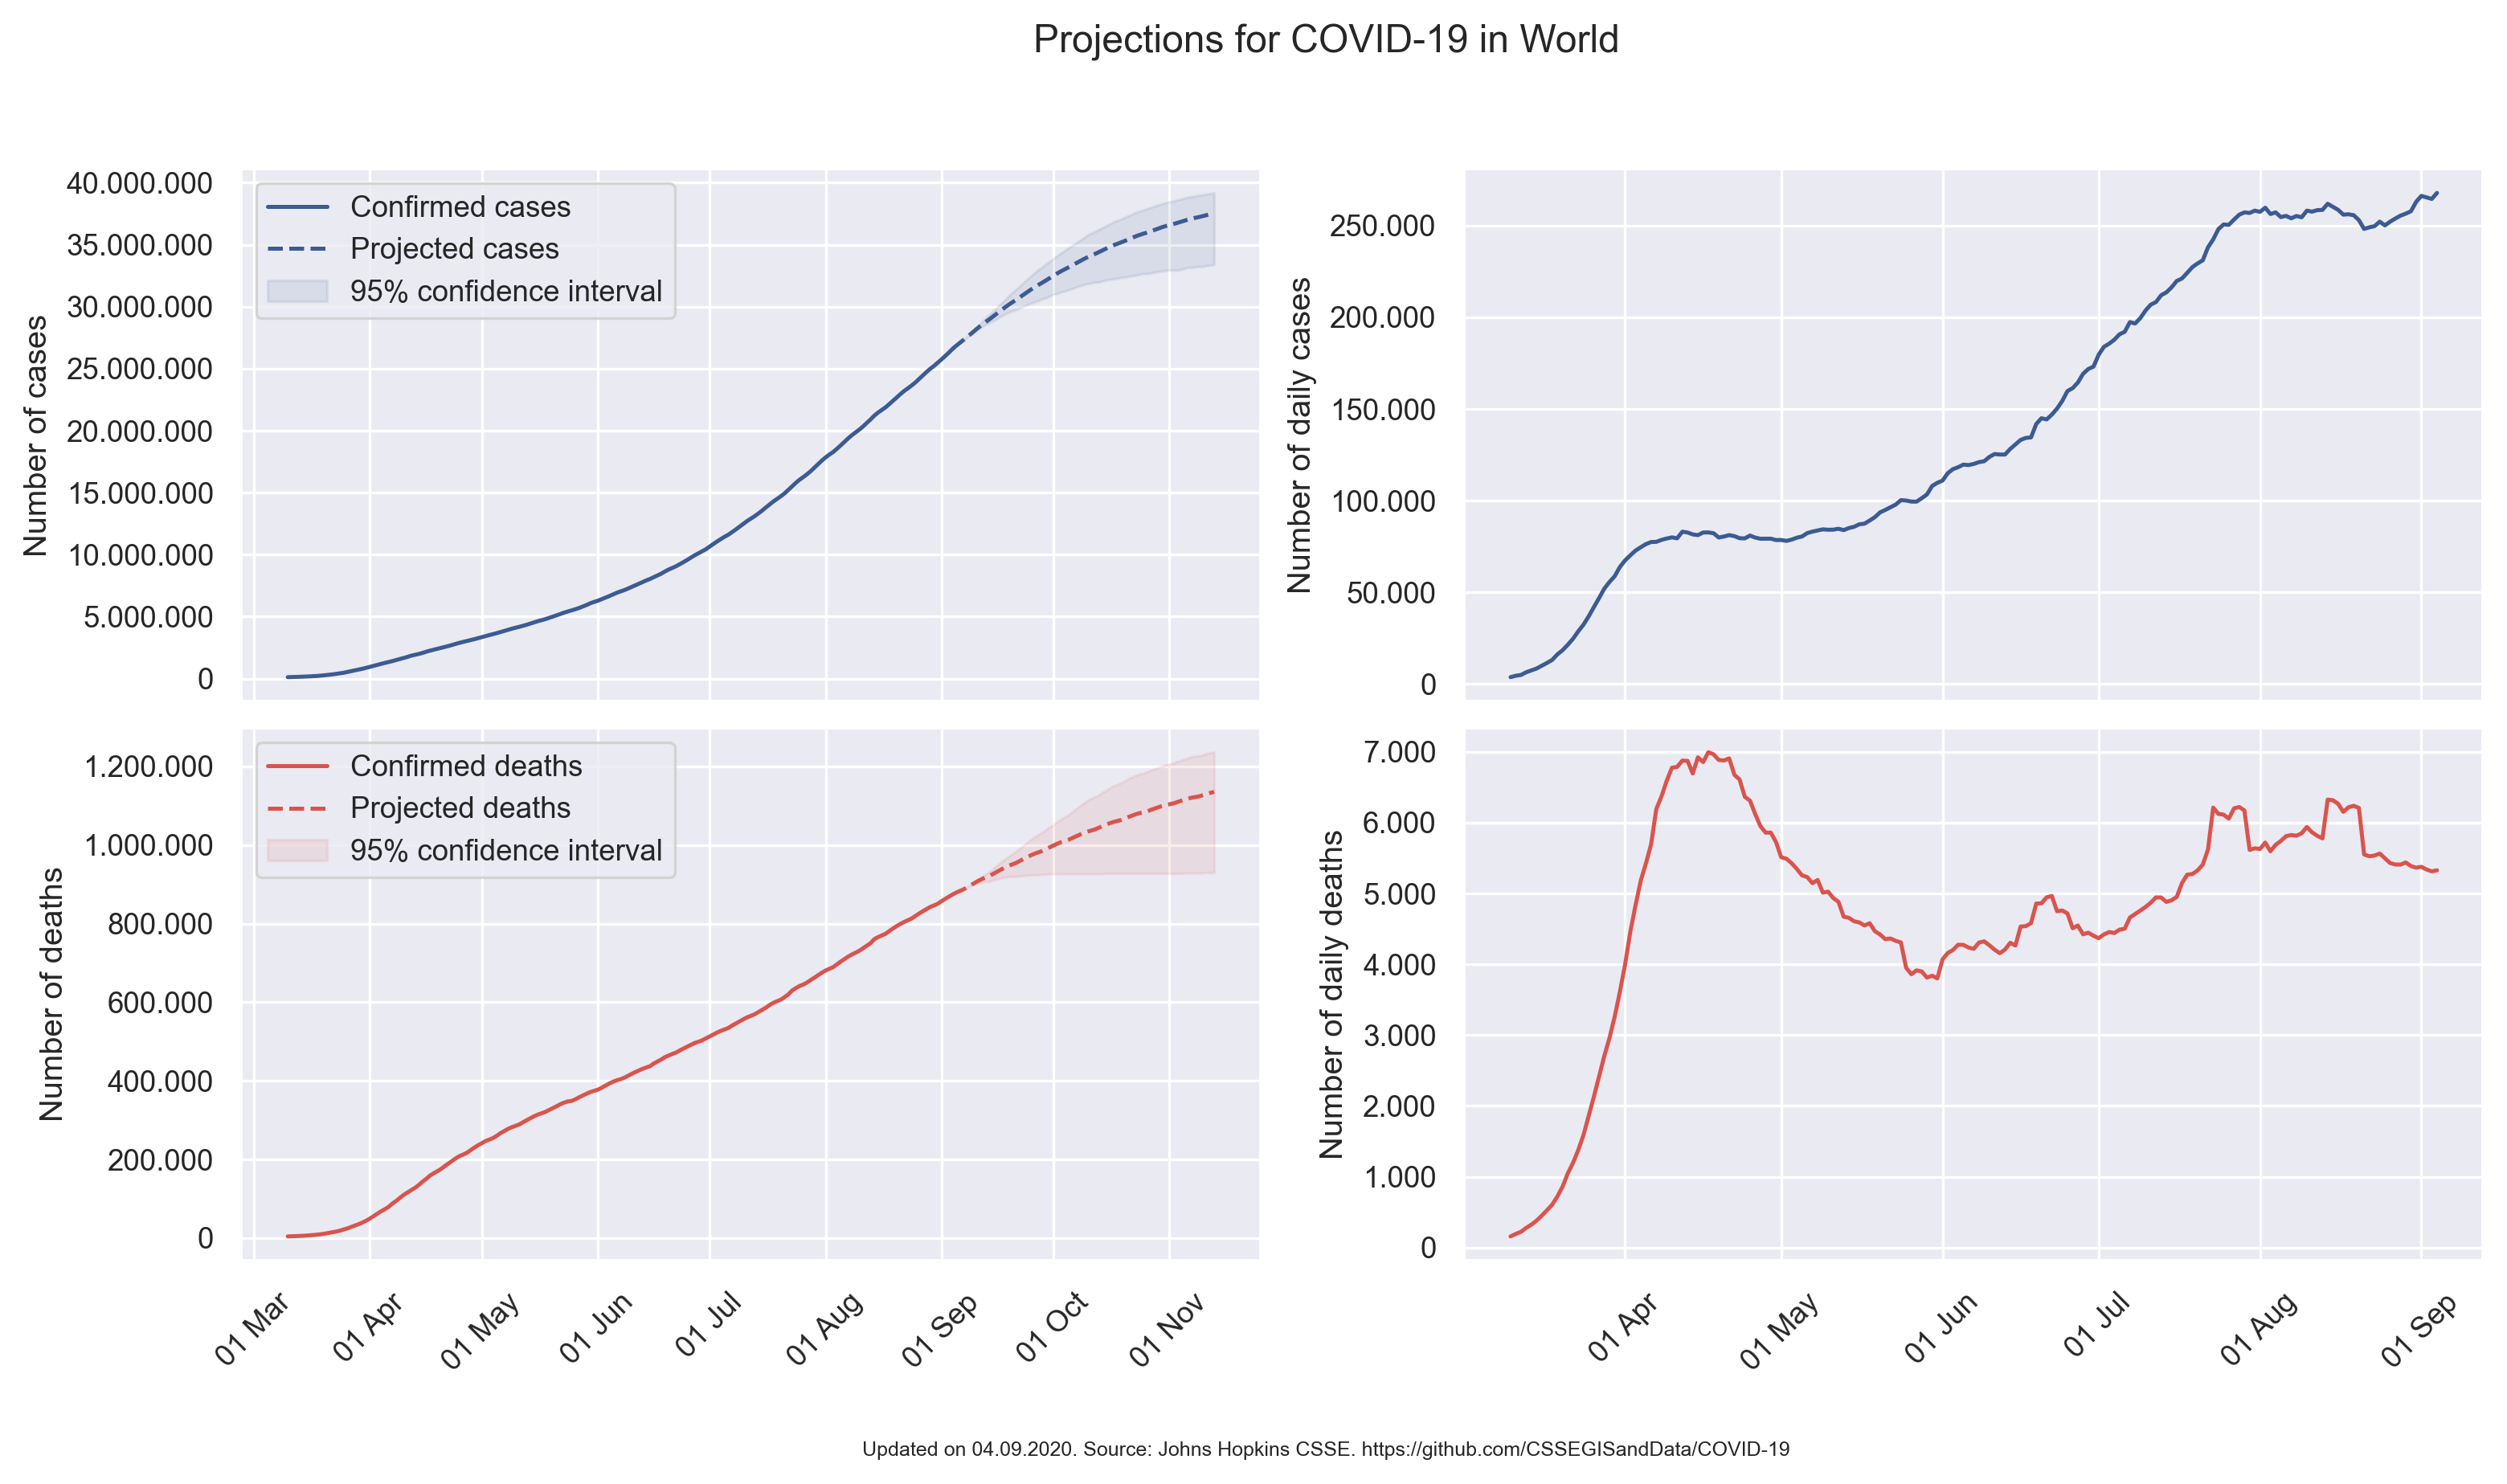 Projections for COVID-19 in World
40.000.000
35.000.000
30.000.000
25.000.000
20.000.000
15.000.000
10.000.000
5.000.000
0
Number of cases
Confirmed cases
Projected cases
95% confidence interval
250.000
200.000
150.000
100.000
50.000
0
Number of daily cases
1.200.000
1.000.000
800.000
600.000
400.000
200.000
0
Number of deaths
Confirmed deaths
Projected deaths
95% confidence interval
01 Mar
01 Apr
01 May
01 Jun
01 Jul
01 Aug
01 Sep
01 Oct
01 Nov
7.000
6.000
5.000
4.000
3.000
2.000
1.000
0
Number of daily deaths
01 Apr
01 May
01 Jun
01 Jul
01 Aug
01 Sep
Updated on 04.09.2020. Source: Johns Hopkins CSSE. https://github.com/CSSEGISandData/COVID-19